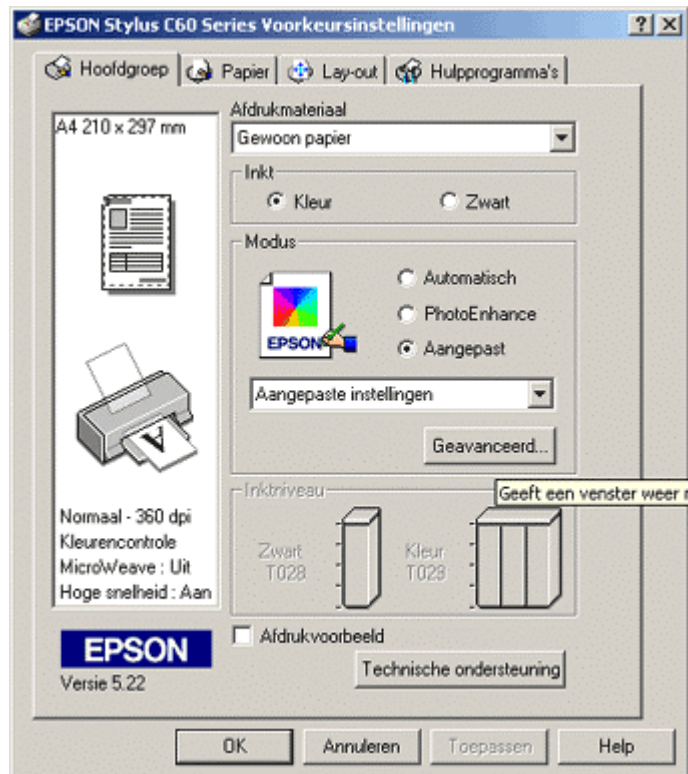 EPSON Stylus C60 Series Voorkeursinstellingen
Hoofdgroep
Papier
Lay-out
Hulpprogramma's
A4 210 x 297 mm
Afdrukmateriaal
Gewoon papier
Inkt
Kleur
Zwart
Modus
EPSON
Automatisch
PhotoEnhance
Aangepast
Aangepaste instellingen
Geavanceerd...
Geeft een venster weer
A
Normaal - 360 dpi
Kleurencontrole
MicroWeave : Uit
Hoge snelheid : Aan
Inktniveau
Zwart
T028
Kleur
T029
EPSON
Versie 5.22
Afdrukvoorbeeld
Technische ondersteuning
OK
Annuleren
Toepassen
Help